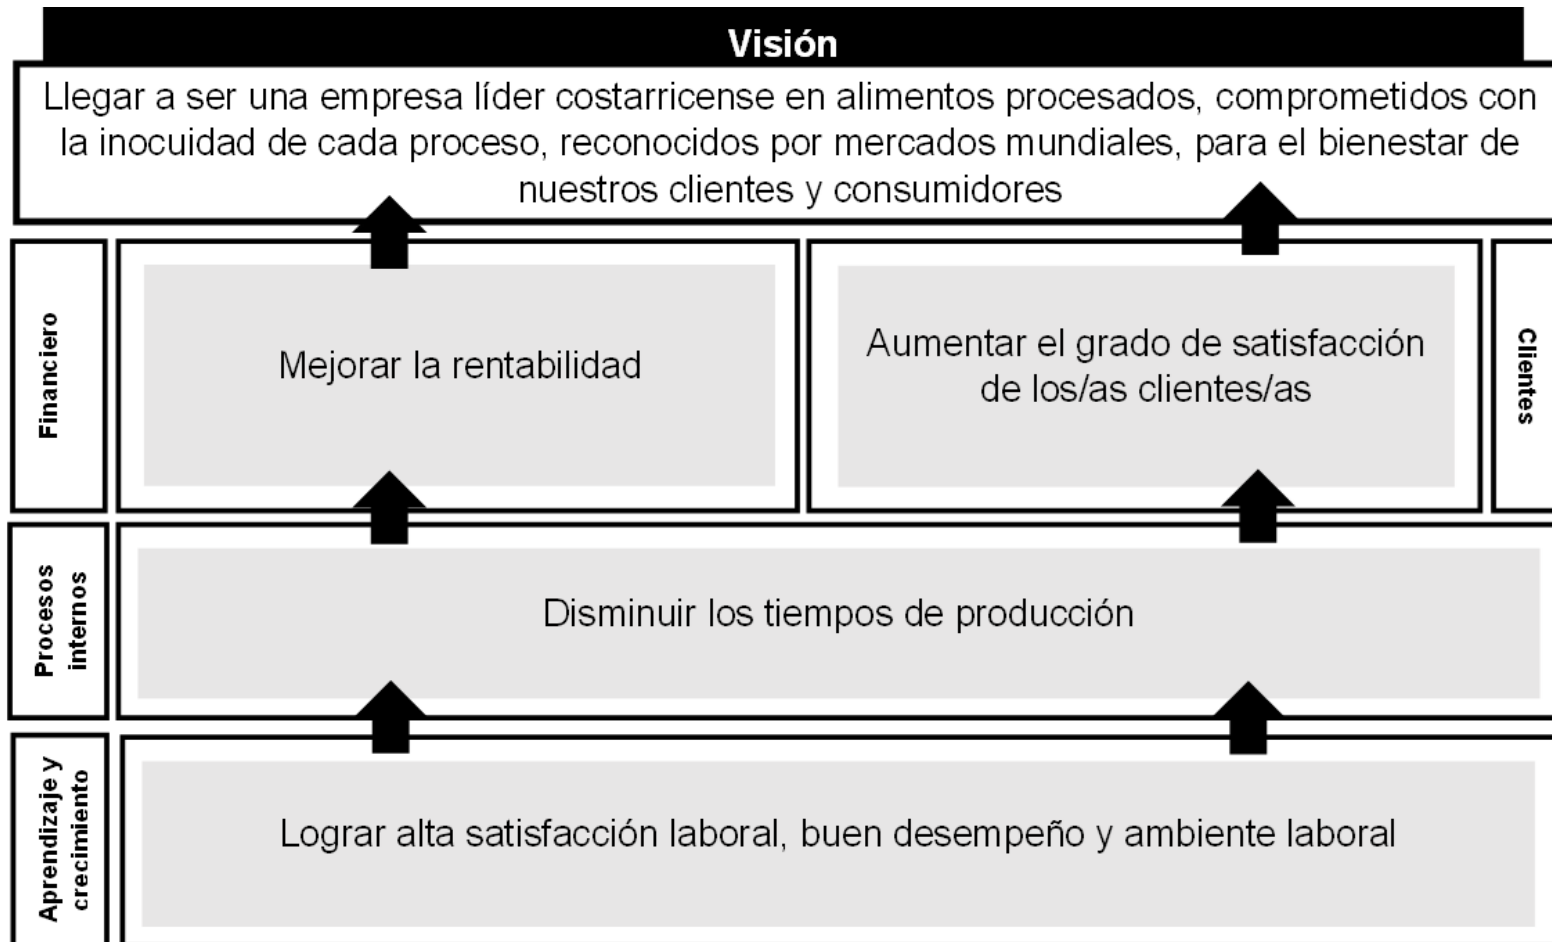 Visión
Llegar a ser una empresa líder costarricense en alimentos procesados, comprometidos con
la inocuidad de cada proceso, reconocidos por mercados mundiales, para el bienestar de
nuestros clientes y consumidores
Financiero
Mejorar la rentabilidad
Aumentar el grado de satisfacción
de los/as clientes/as
Clientes
Procesos
internos
Disminuir los tiempos de producción
Aprendizaje y
crecimiento
Lograr alta satisfacción laboral, buen desempeño y ambiente laboral